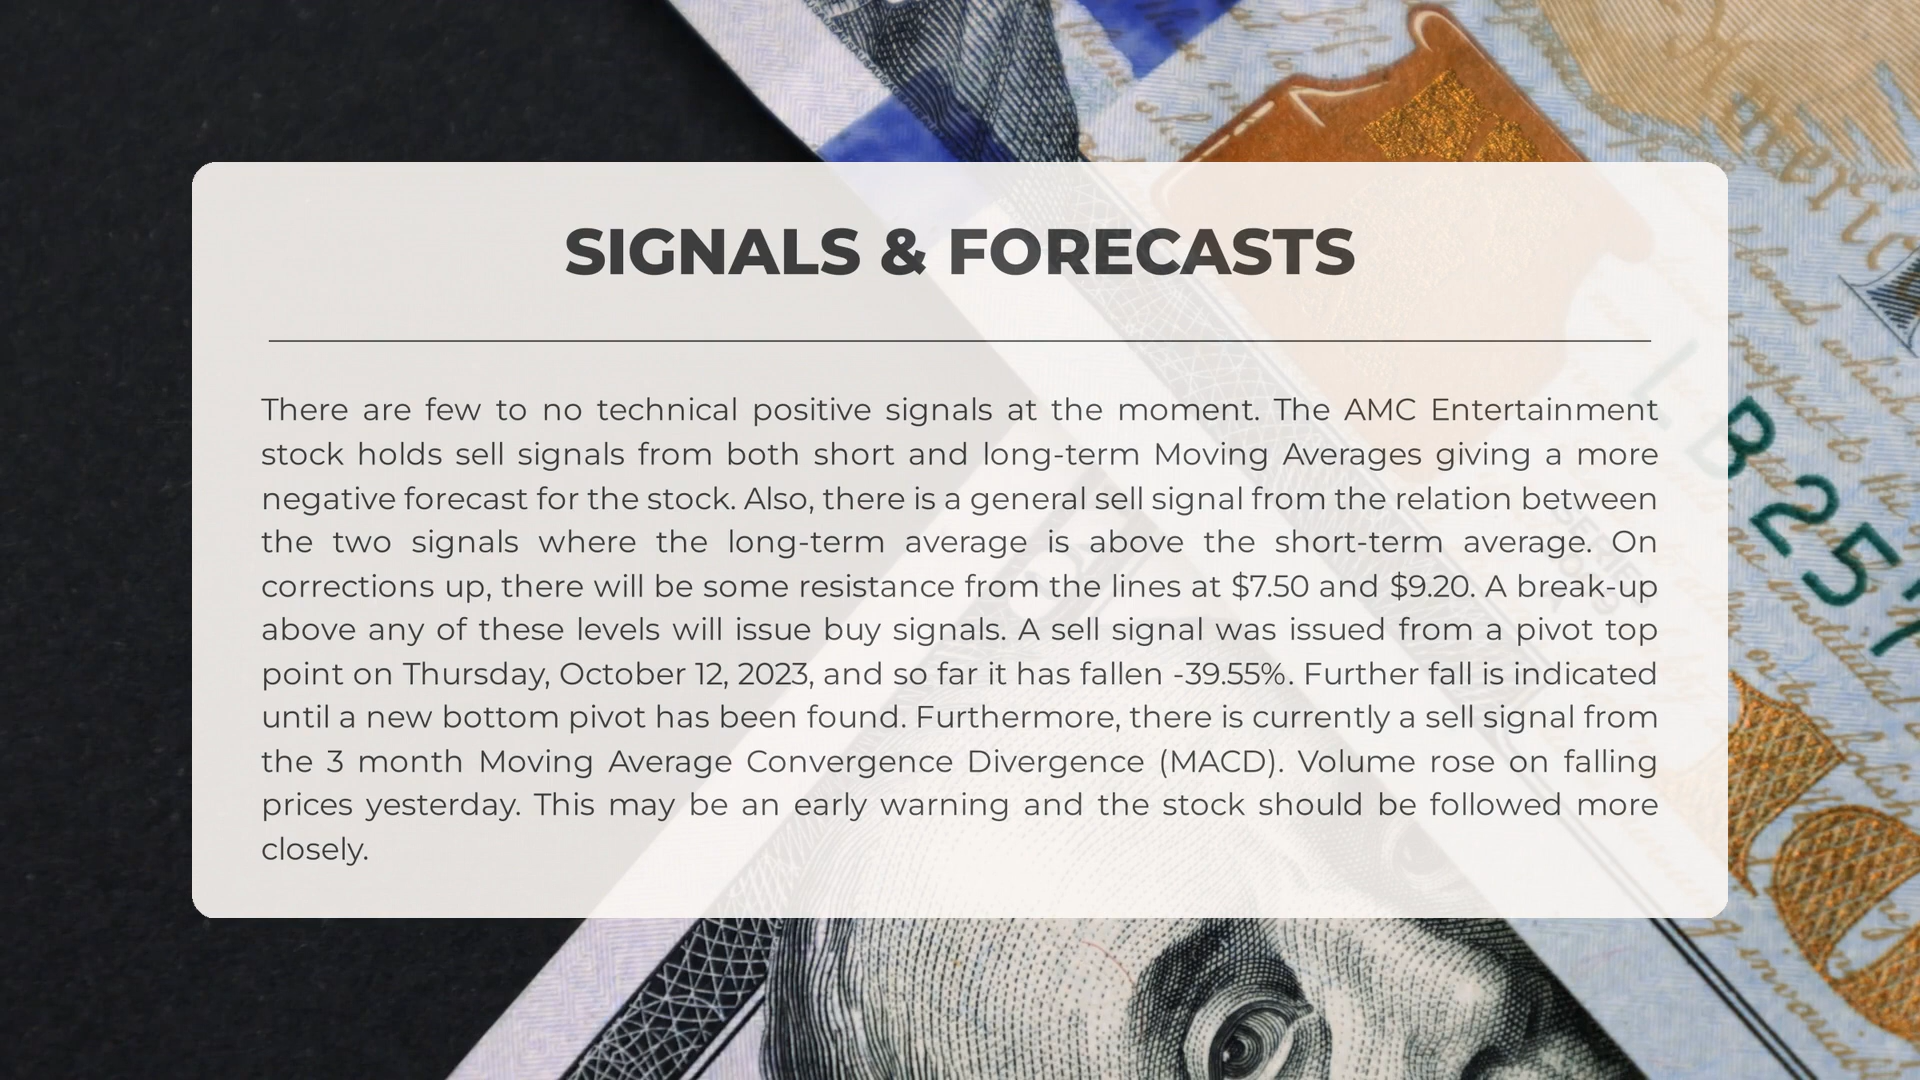 SIGNALS & FORECASTS
There are few to no technical positive signals at the moment. The AMC Entertainment
stock holds sell signals from both short and long-term Moving Averages giving a more
negative forecast for the stock. Also, there is a general sell signal from the relation between
the two signals where the long-term average is above the short-term average. On
corrections up, there will be some resistance from the lines at $7.50 and $9.20. A break-up
above any of these levels will issue buy signals. A sell signal was issued from a pivot top
point on Thursday, October 12, 2023, and so far it has fallen -39.55%. Further fall is indicated
until a new bottom pivot has been found. Furthermore, there is currently a sell signal from
the 3 month Moving Average Convergence Divergence (MACD). Volume rose on falling
prices yesterday. This may be an early warning and the stock should be followed more
closely.